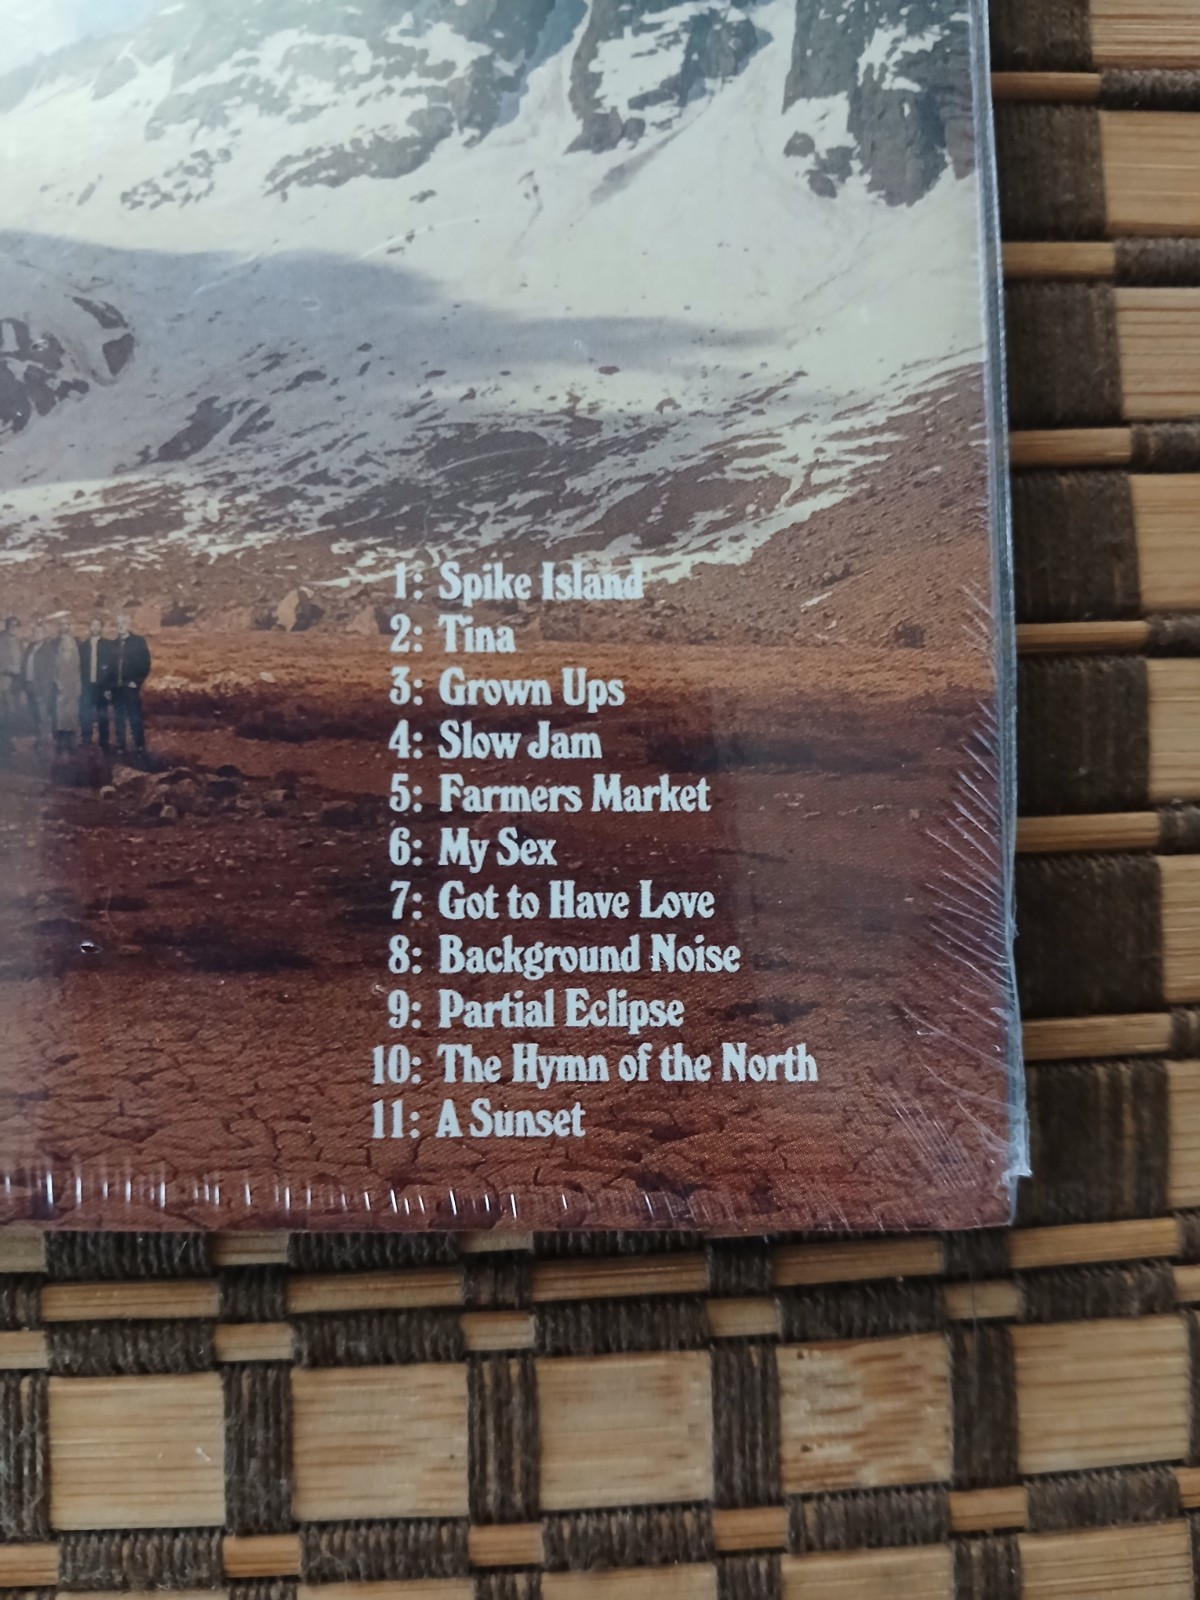 1: Spike Island
2: Tina
3: Grown Ups
4: Slow Jam
5: Farmers Market
6: My Sex
7: Got to Have Love
8: Background Noise
9: Partial Eclipse
10: The Hymn of the North
11: A Sunset